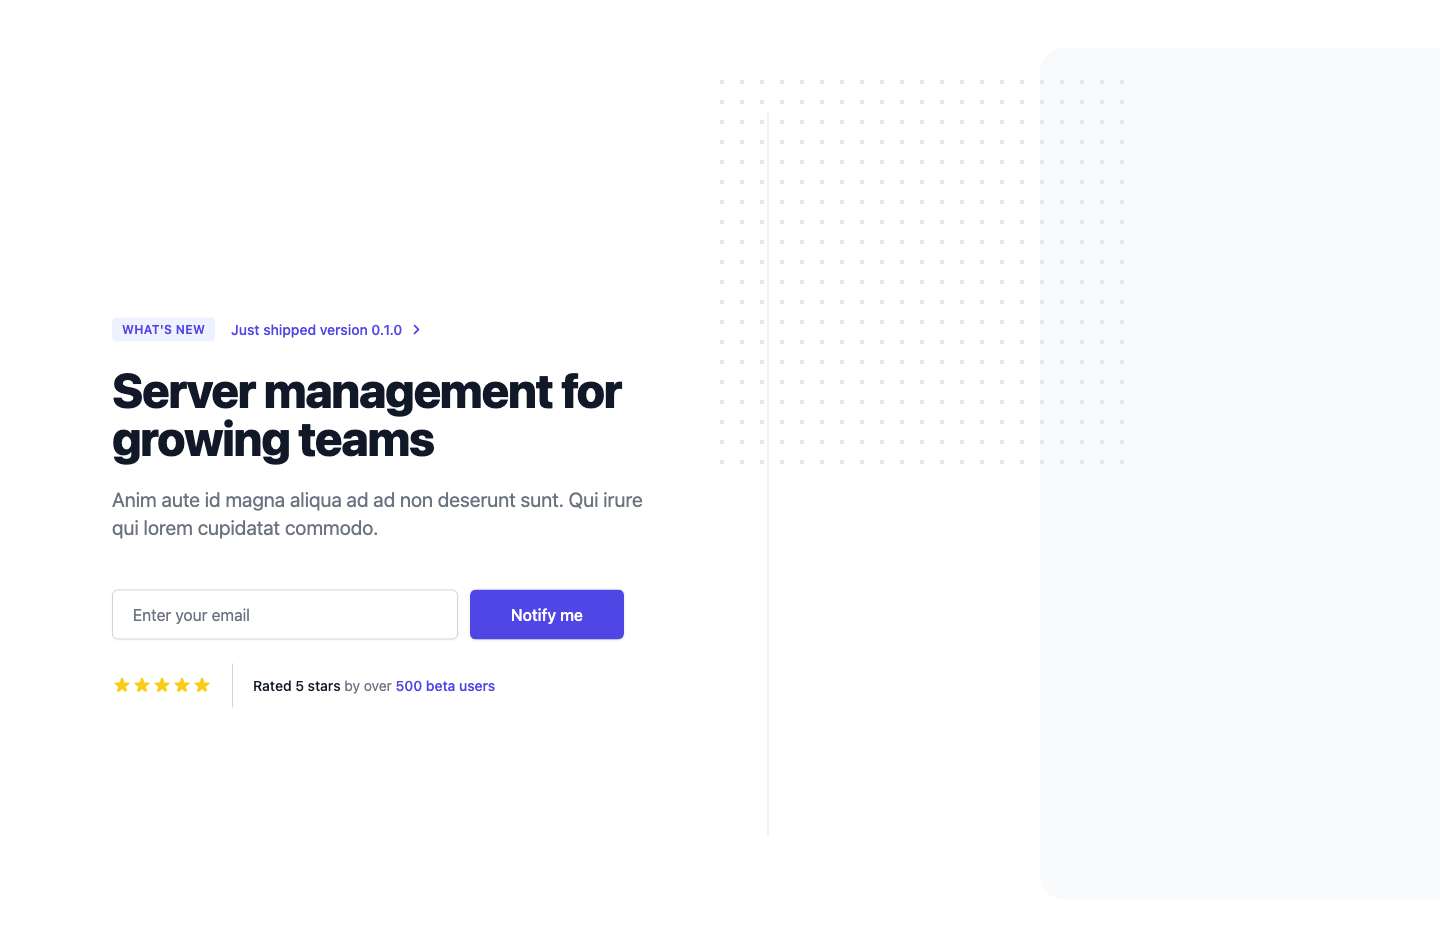 WHAT'S NEW Just shipped version 0.1.0
Server management for
growing teams
Anim aute id magna aliqua ad ad non deserunt sunt. Qui irure
qui lorem cupidatat commodo.
Enter your email
Notify me
Rated 5 stars by over 500 beta users